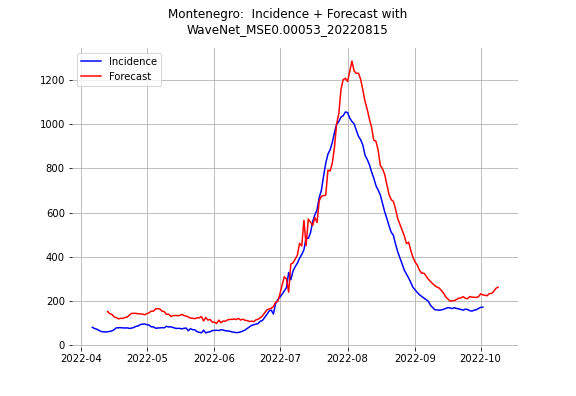 Montenegro:  Incidence + Forecast with
WaveNet_MSE0.00053_20220815
Incidence
Forecast
1200
1000
800
600
400
200
0
2022-04 2022-05 2022-06 2022-07 2022-08 2022-09 2022-10